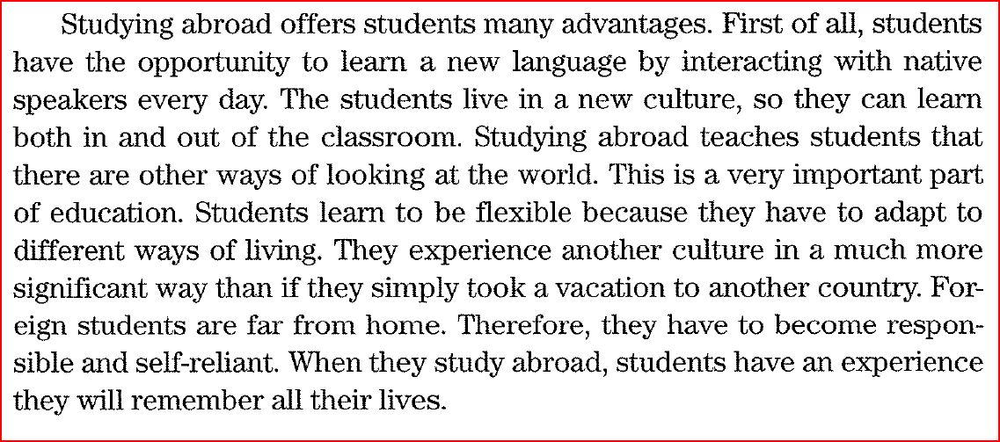 Studying abroad offers students many advantages. First of all, students
have the opportunity to learn a new language by interacting with native
speakers every day. The students live in a new culture, so they can learn
both in and out of the classroom. Studying abroad teaches students that
there are other ways of looking at the world. This is a very important part
of education. Students learn to be flexible because they have to adapt to
different ways of living. They experience another culture in a much more
significant way than if they simply took a vacation to another country. For-
eign students are far from home. Therefore, they have to become respon-
sible and self-reliant. When they study abroad, students have an experience
they will remember all their lives.